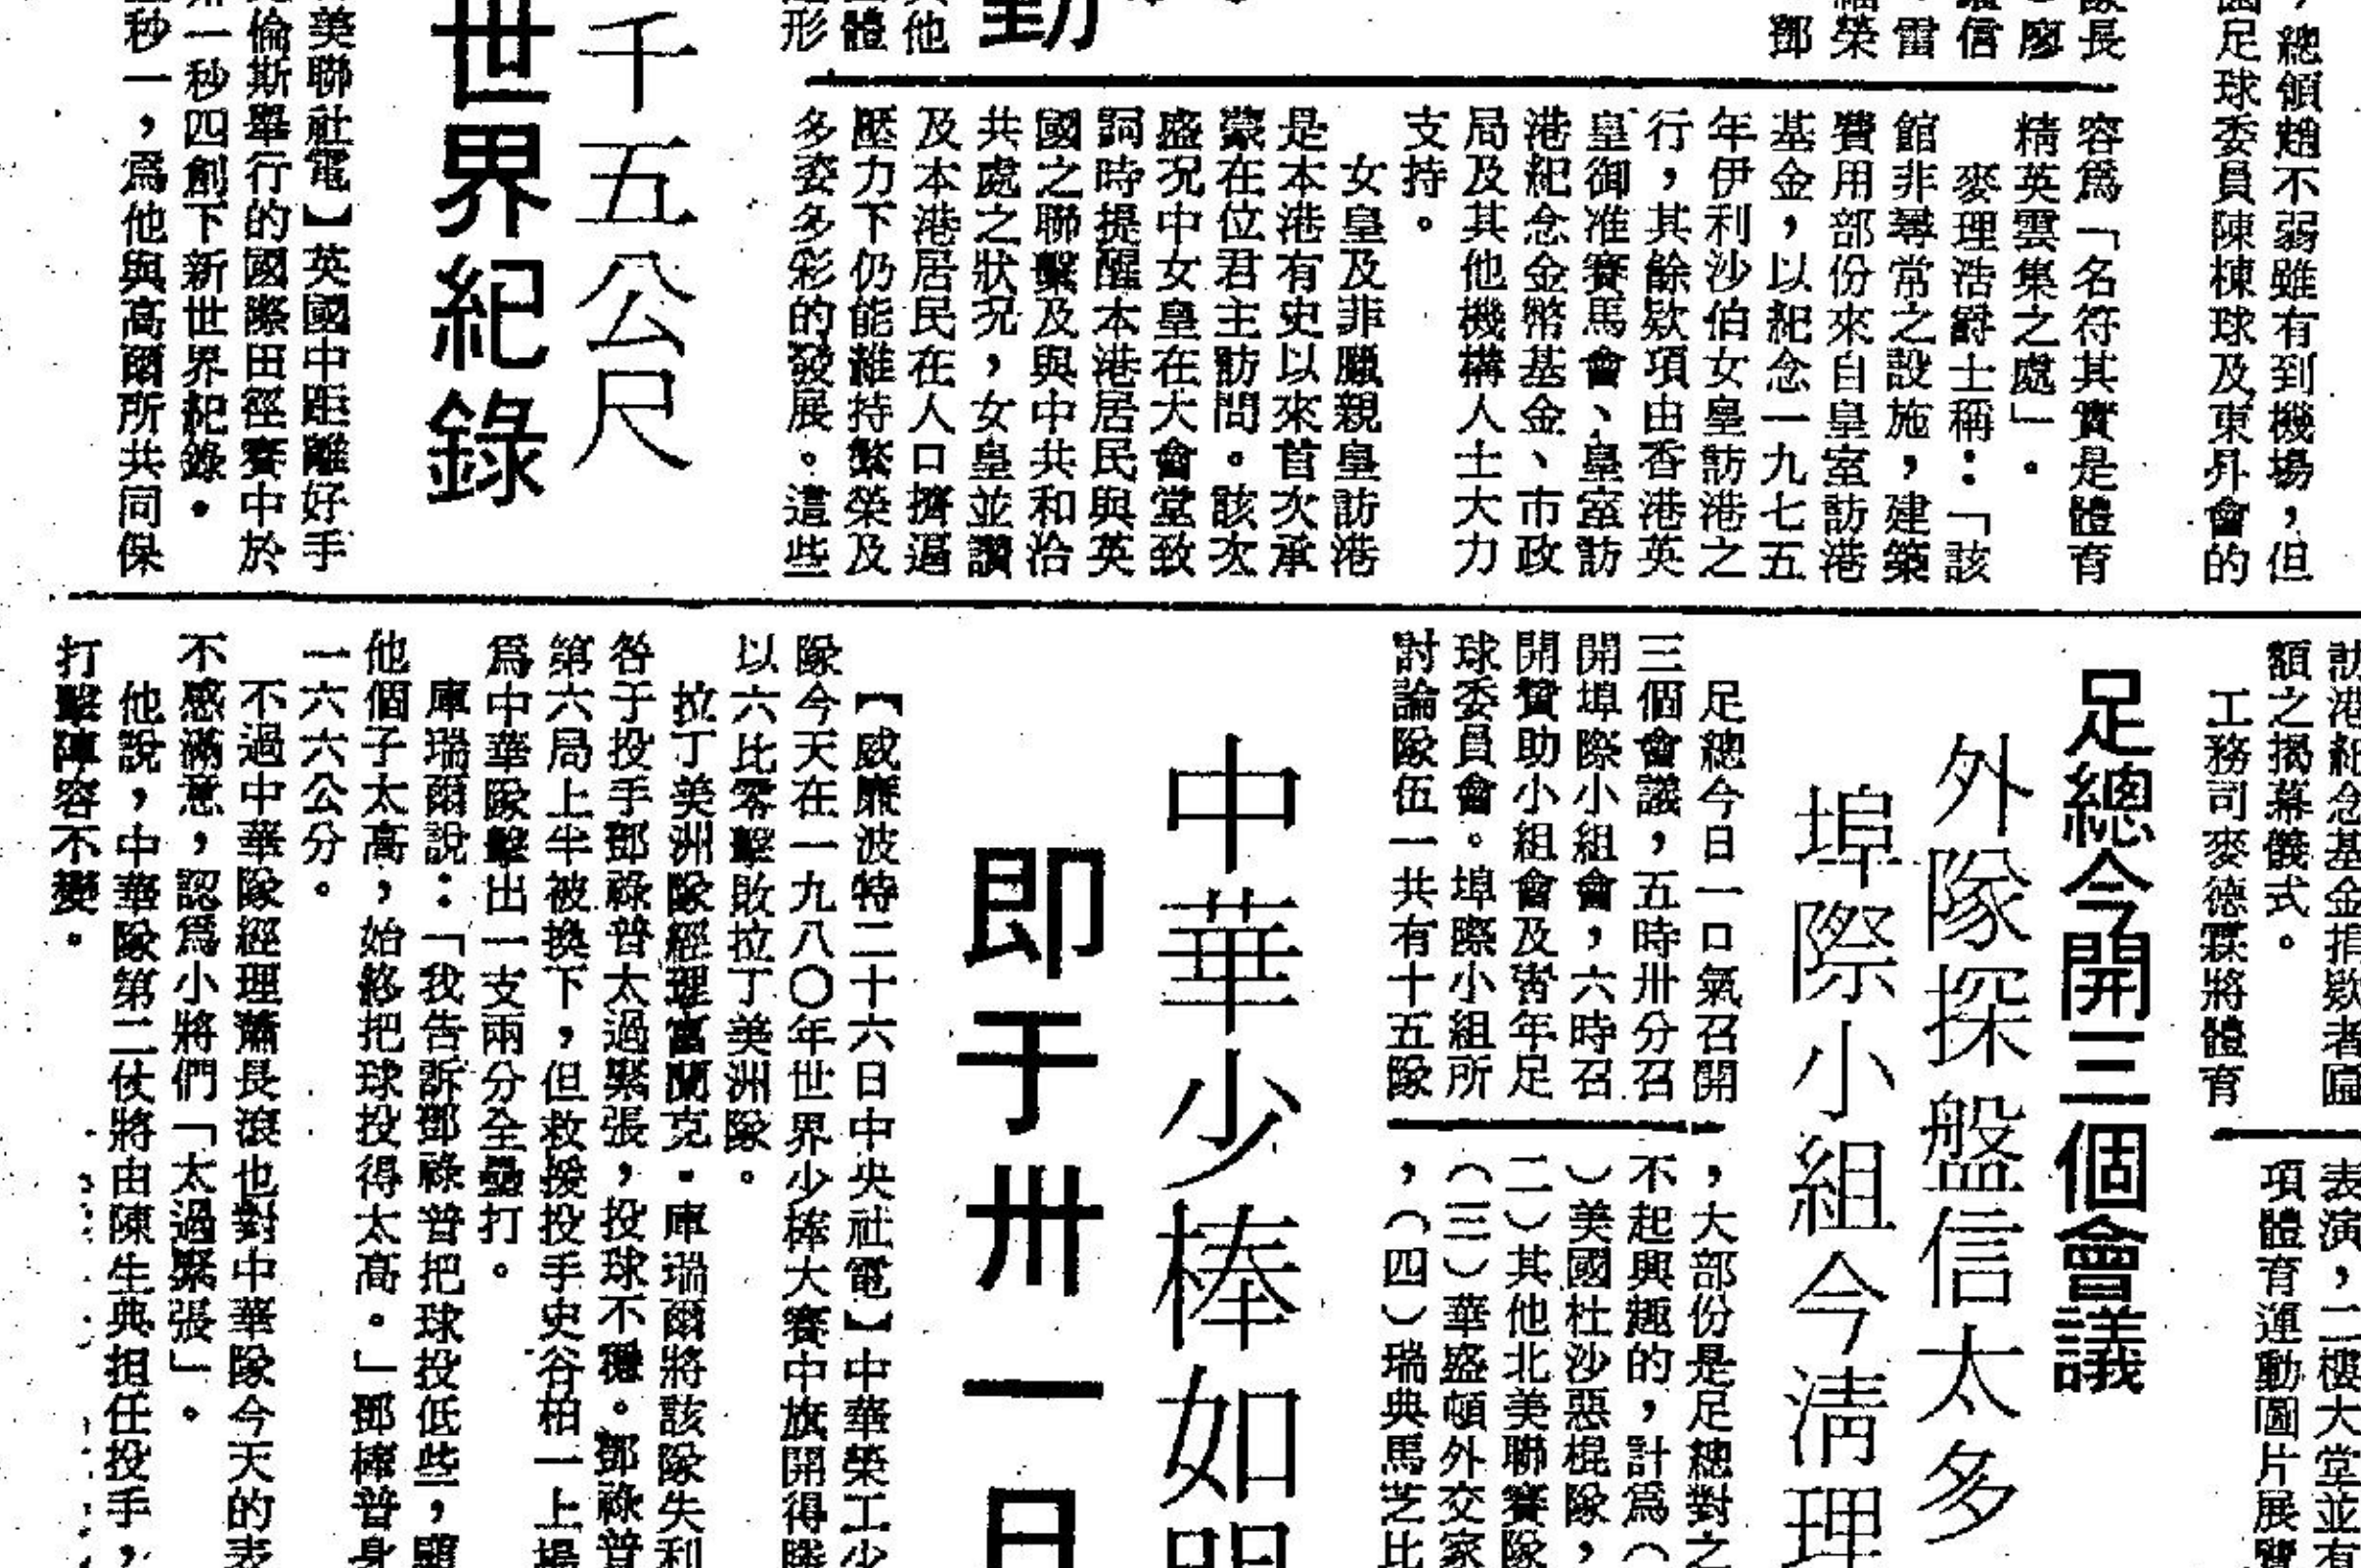 ，總領趙不弱雖有到機場，但
足球委員陳棟球及東昇會的
隊長
廖
信
雷
榮
鄧
容爲「名符其實是體育
精英雲集之處」．
麥理浩爵士稱：「該
館非尋常之設施，建築
費用部份來自皇室訪港
基金，以紀念一九七五
年伊利沙伯女皇訪港之
行，其餘欵項由香港英
皇御准賽馬會、皇室訪
港紀念金幣基金、市政
局及其他機構人士大力
支持。
女皇及菲臘親皇訪港
是本港有史以來首次承
蒙在位君主訪問。該次
盛況中女皇在大會堂致
詞時提醒本港居民與英
國之聯繫及與中共和洽
共處之狀況，女皇並讚
及本港居民在人口擠逼
壓力下仍能維持繁榮及
多姿多彩的發展。這些
動
他
體
形
千五公尺
世界紀錄
美聯社電】英國中距離好手
倫斯舉行的國際田徑賽中於
一秒四創下新世界紀錄．
秒一，爲他與高爾所共同保
訪港紀念基金捐欵者匾
額之揭幕儀式。
工務司麥德霖將體育
表演，二樓大堂並有
項體育運動圖片展覽
足總今開三個會議
外隊探盤信太多
埠際小組今清理
足總今日一口氣召開
三個會議，五時卅分召
開埠際小組會，六時召
開贊助小組會及靑年足
球委員會。埠際小組所
討論隊伍一共有十五隊
，大部份是足總對之
不起興趣的，計爲（
）美國杜沙惡棍隊，
二）其他北美聯賽隊
（三）華盛頓外交家
，（四）瑞典馬芝比
中華少棒如
即于卅一日
【威廉波特二十六日中央社電】中華榮工少
隊今天在一九八〇年世界少棒大賽中旗開得勝
以六比零擊敗拉丁美洲隊。
拉丁美洲隊經理富蘭克．庫瑞爾將該隊失利
咎于投手鄧祿普太過緊張，投球不穩。鄧祿普
第六局上半被換下，但救援投手史谷柏一上場
爲中華隊擊出一支兩分全壘打。
庫瑞爾說：「我告訴鄧祿普把球投低些，顯
他個子太高，始終把球投得太高。」鄧祿普身
一六六公分。
不過中華隊經理蕭長滾也對中華隊今天的表
不感滿意，認爲小將們「太過緊張」。
他說，中華隊第二仗將由陳生典担任投手，
打擊陣容不變。